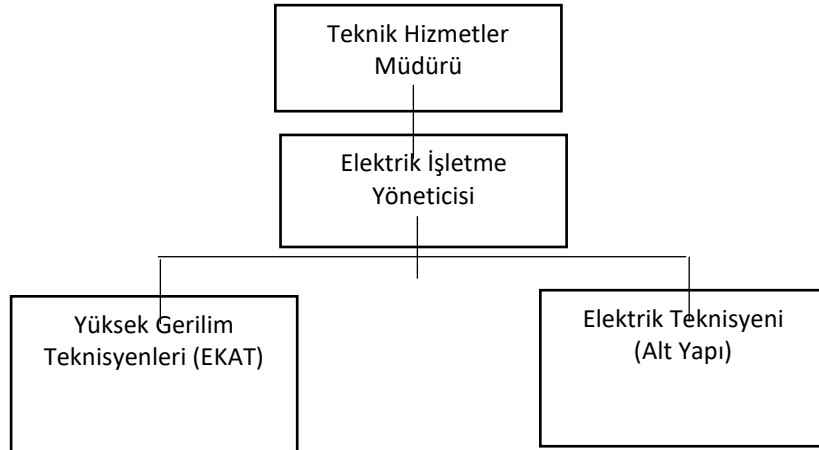 Teknik Hizmetler
Müdürü
Elektrik İşletme
Yöneticisi
Yüksek Gerilim
Teknisyenleri (EKAT)
Elektrik Teknisyeni
(Alt Yapı)